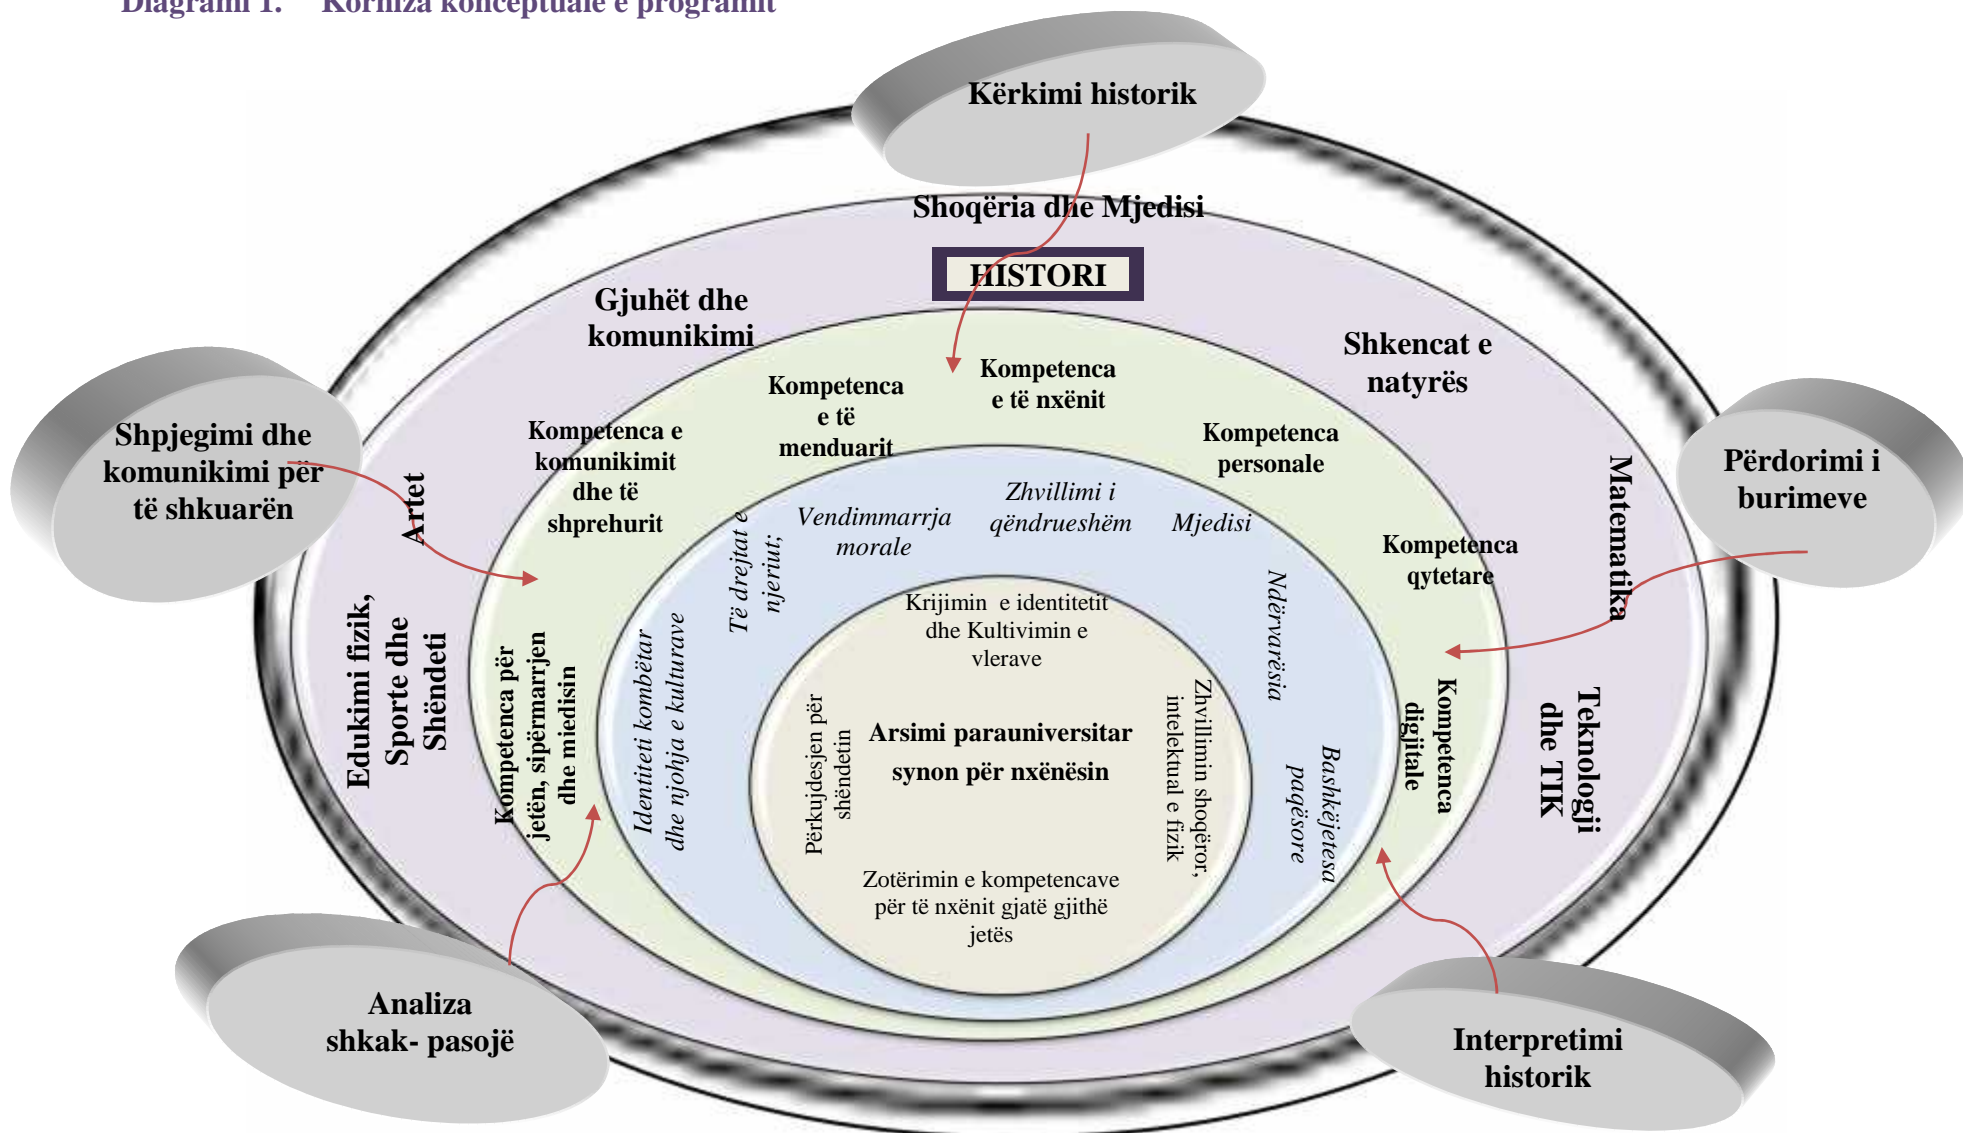 Diagrami 1. Korniza konceptuale e programit
Kërkimi historik
Shoqëria dhe Mjedisi
HISTORI
Gjuhët dhe
komunikimi
Shkencat e
natyrës
Shpjegimi dhe
komunikimi për
të shkuarën
Përdorimi i
burimeve
Artet
Matematika
Edukimi fizik,
Sporte dhe
Shëndeti
Teknologji
dhe TIK
Kompetenca e
komunikimit
dhe të
shprehurit
Kompetenca
e të
menduarit
Kompetenca
e të nxënit
Kompetenca
personale
Kompetenca
qytetare
Kompetenca
digjitale
Kompetenca për
jetën, sipërmarrjen
dhe mjedisin
Identiteti kombëtar
dhe njohja e kulturave
Të drejtat e
njeriut;
Vendimmarrja
morale
Zhvillimi i
qëndrueshëm
Mjedisi
Ndërvarësia
Bashkëjetesa
paqësore
Krijimin e identitetit
dhe Kultivimin e
vlerave
Përkujdesjen për
shëndetin
Arsimi parauniversitar
synon për nxënësin
Zhvillimin shoqëror,
intelektual e fizik
Zotërimin e kompetencave
për të nxënit gjatë gjithë
jetës
Analiza
shkak- pasojë
Interpretimi
historik